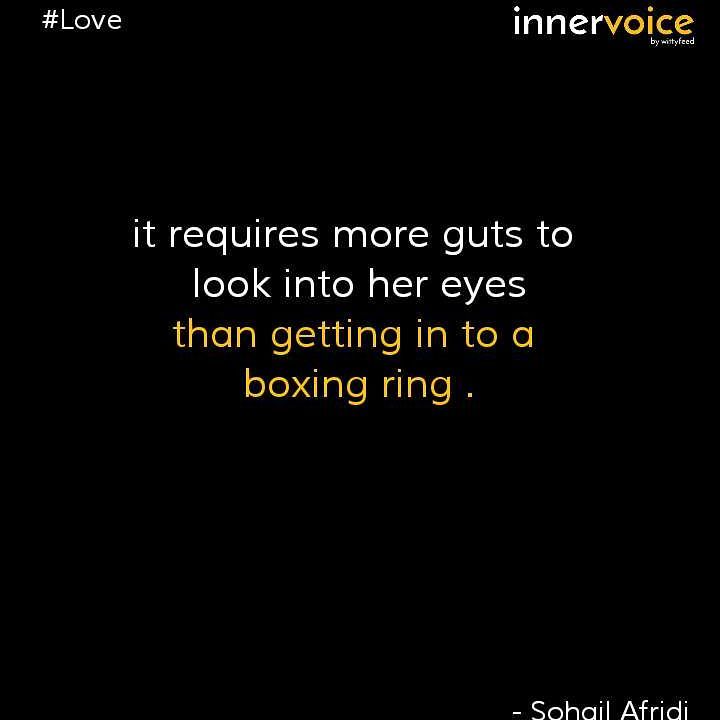 #Love
innervoice
by wittyfeed
it requires more guts to
look into her eyes
than getting in to a
boxing ring .
- Sohail Afridi